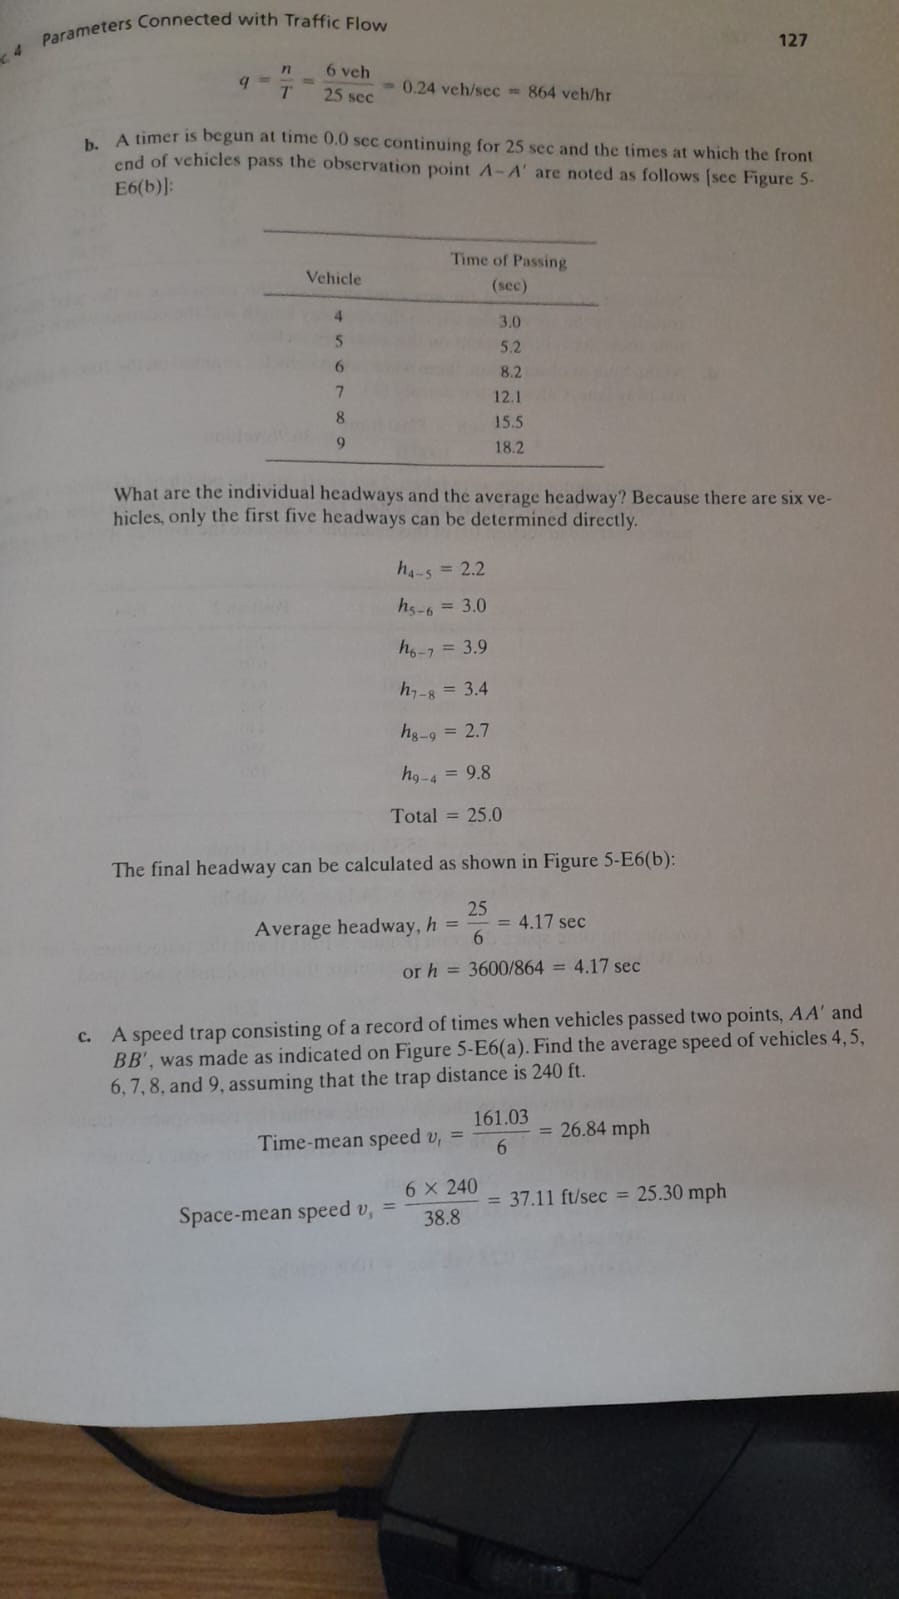 c. 4 Parameters Connected with Traffic Flow
127
q = n/T = 6 veh/25 sec = 0.24 veh/sec = 864 veh/hr
b. A timer is begun at time 0.0 sec continuing for 25 sec and the times at which the front
end of vehicles pass the observation point A–A′ are noted as follows [see Figure 5-
E6(b)]:
Time of Passing
Vehicle (sec)
4 3.0
5 5.2
6 8.2
7 12.1
8 15.5
9 18.2
What are the individual headways and the average headway? Because there are six ve-
hicles, only the first five headways can be determined directly.
h₄₋₅ = 2.2
h₅₋₆ = 3.0
h₆₋₇ = 3.9
h₇₋₈ = 3.4
h₈₋₉ = 2.7
h₉₋₄ = 9.8
Total = 25.0
The final headway can be calculated as shown in Figure 5-E6(b):
Average headway, h = 25/6 = 4.17 sec
or h = 3600/864 = 4.17 sec
c. A speed trap consisting of a record of times when vehicles passed two points, AA′ and
BB′, was made as indicated on Figure 5-E6(a). Find the average speed of vehicles 4, 5,
6, 7, 8, and 9, assuming that the trap distance is 240 ft.
Time-mean speed vₜ = 161.03/6 = 26.84 mph
Space-mean speed vₛ = 6 × 240/38.8 = 37.11 ft/sec = 25.30 mph